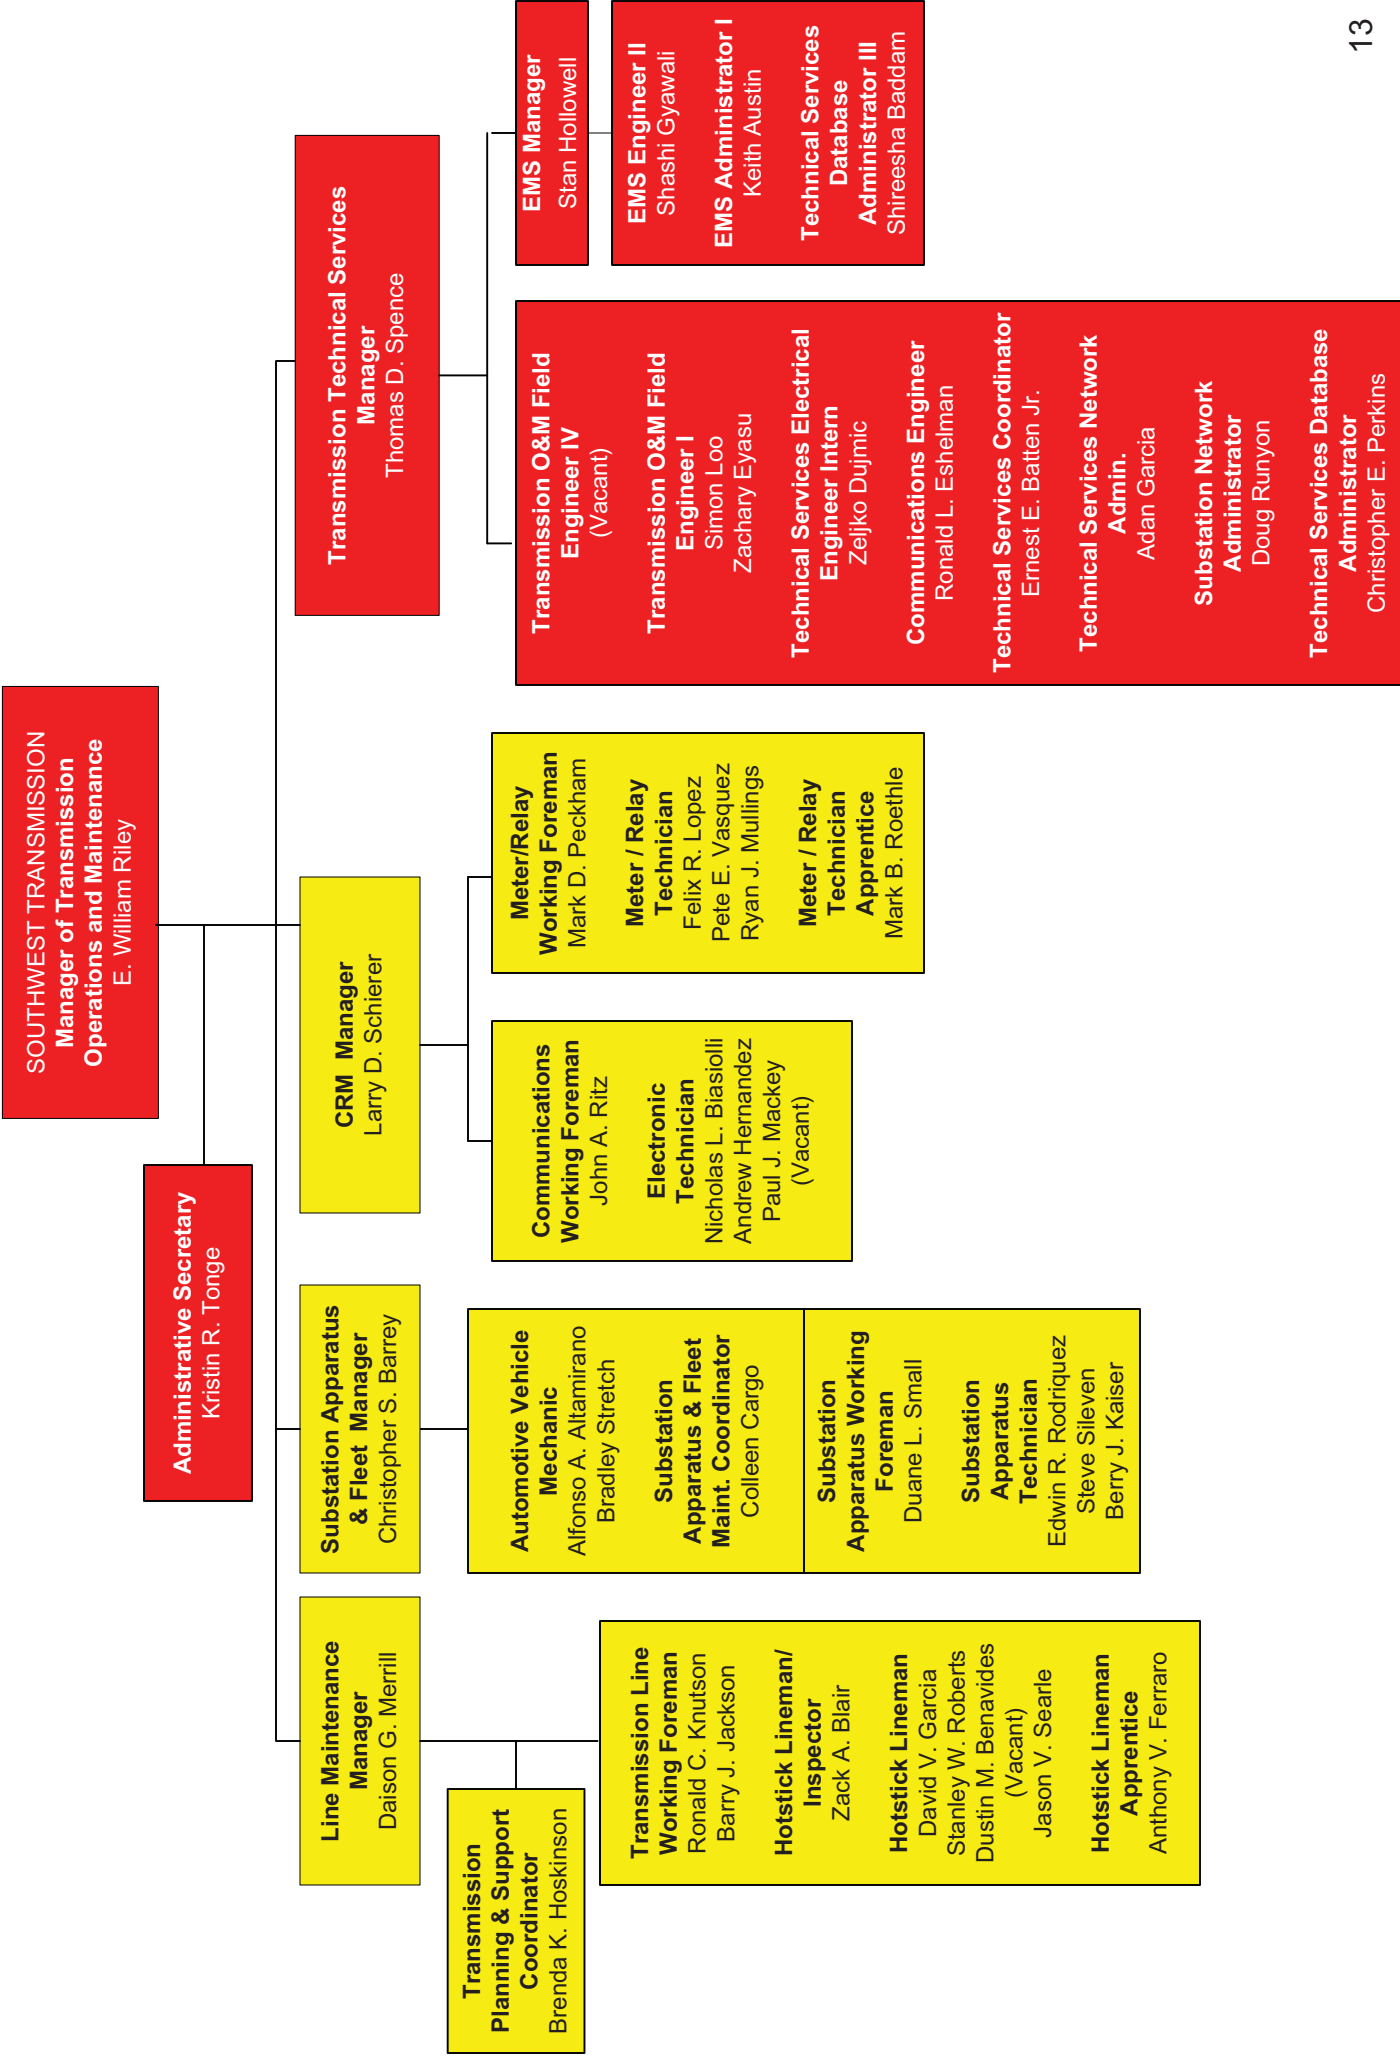 SOUTHWEST TRANSMISSION
Manager of Transmission
Operations and Maintenance
E. William Riley
Administrative Secretary
Kristin R. Tonge
Line Maintenance
Manager
Daison G. Merrill
Transmission
Planning & Support
Coordinator
Brenda K. Hoskinson
Transmission Line
Working Foreman
Ronald C. Knutson
Barry J. Jackson
Hotstick Lineman/
Inspector
Zack A. Blair
Hotstick Lineman
David V. Garcia
Stanley W. Roberts
Dustin M. Benavides
(Vacant)
Jason V. Searle
Hotstick Lineman
Apprentice
Anthony V. Ferraro
Substation Apparatus
& Fleet Manager
Christopher S. Barrey
Automotive Vehicle
Mechanic
Alfonso A. Altamirano
Bradley Stretch
Substation
Apparatus & Fleet
Maint. Coordinator
Colleen Cargo
Substation
Apparatus Working
Foreman
Duane L. Small
Substation
Apparatus
Technician
Edwin R. Rodriquez
Steve Sileven
Berry J. Kaiser
CRM Manager
Larry D. Schierer
Communications
Working Foreman
John A. Ritz
Electronic
Technician
Nicholas L. Biasiolli
Andrew Hernandez
Paul J. Mackey
(Vacant)
Meter/Relay
Working Foreman
Mark D. Peckham
Meter / Relay
Technician
Felix R. Lopez
Pete E. Vasquez
Ryan J. Mullings
Meter / Relay
Technician
Apprentice
Mark B. Roethle
Transmission Technical Services
Manager
Thomas D. Spence
Transmission O&M Field
Engineer IV
(Vacant)
Transmission O&M Field
Engineer I
Simon Loo
Zachary Eyasu
Technical Services Electrical
Engineer Intern
Zeljko Dujmic
Communications Engineer
Ronald L. Eshelman
Technical Services Coordinator
Ernest E. Batten Jr.
Technical Services Network
Admin.
Adan Garcia
Substation Network
Administrator
Doug Runyon
Technical Services Database
Administrator
Christopher E. Perkins
EMS Manager
Stan Hollowell
EMS Engineer II
Shashi Gyawali
EMS Administrator I
Keith Austin
Technical Services
Database
Administrator III
Shireesha Baddam
13